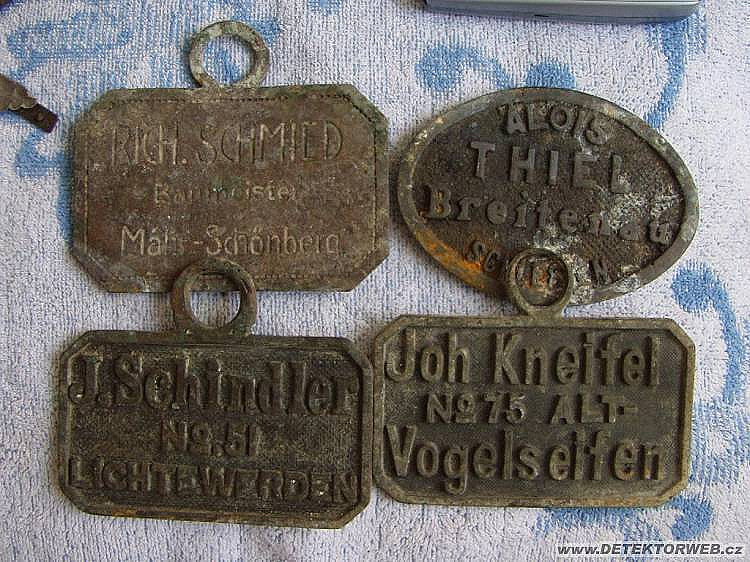 RICH. SCHMIED
Baumeister
Mähr.-Schönberg
ALOIS
THIEL
Breitenau
J. Schindler
No. 51
LICHTEWERDEN
Joh Kneifel
No 75 ALT-
Vogelseifen
www.DETEKTORWEB.cz